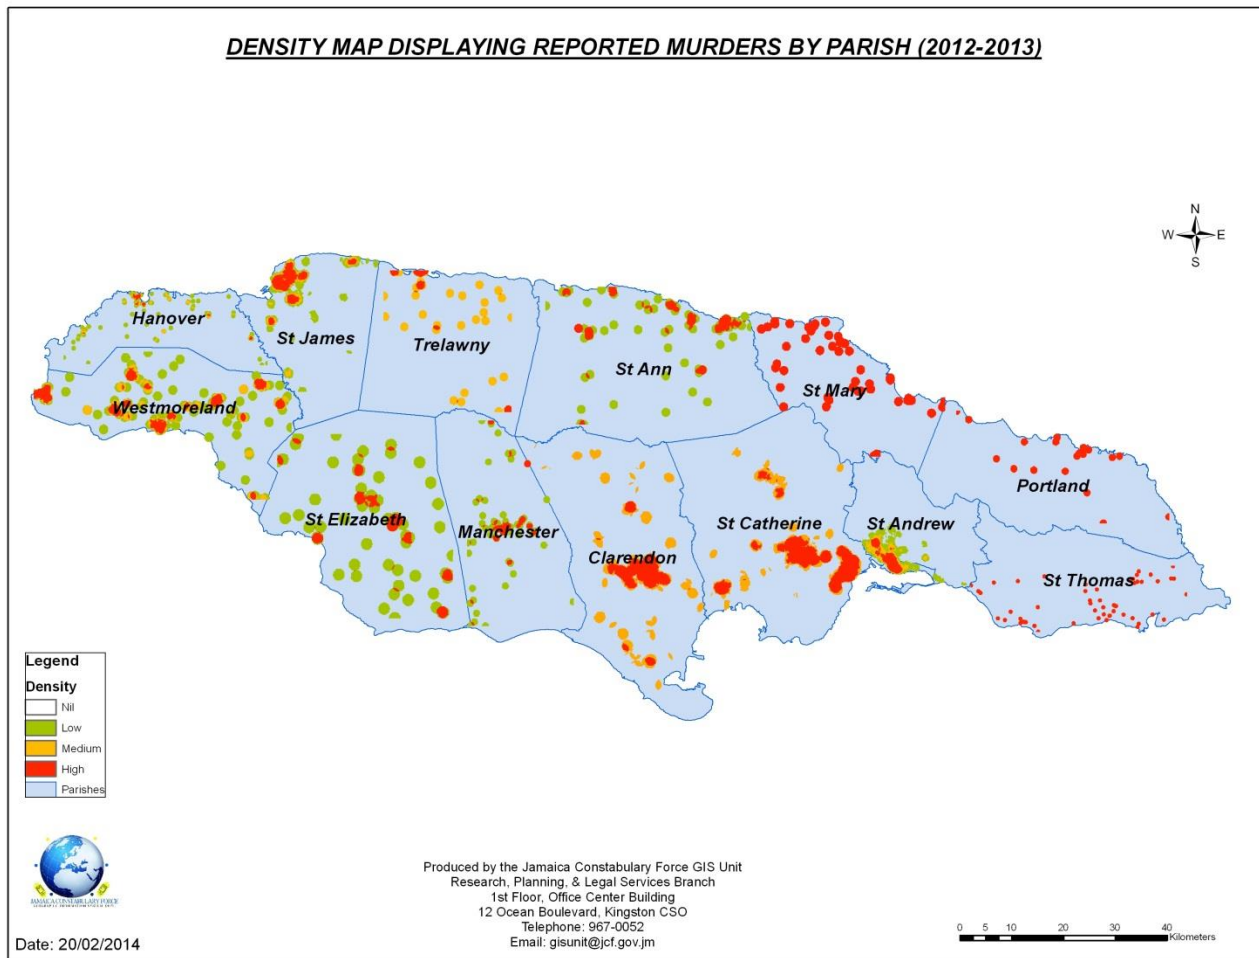 DENSITY MAP DISPLAYING REPORTED MURDERS BY PARISH (2012-2013)
N
W E
S
Hanover
St James
Trelawny
St Ann
St Mary
Westmoreland
Portland
St Elizabeth
Manchester
St Catherine
St Andrew
Clarendon
St Thomas
Legend
Density
Nil
Low
Medium
High
Parishes
JAMAICA CONSTABULARY FORCE
Produced by the Jamaica Constabulary Force GIS Unit
Research, Planning, & Legal Services Branch
1st Floor, Office Center Building
12 Ocean Boulevard, Kingston CSO
Telephone: 967-0052
Email: gisunit@jcf.gov.jm
Date: 20/02/2014
0 5 10 20 30 40
Kilometers